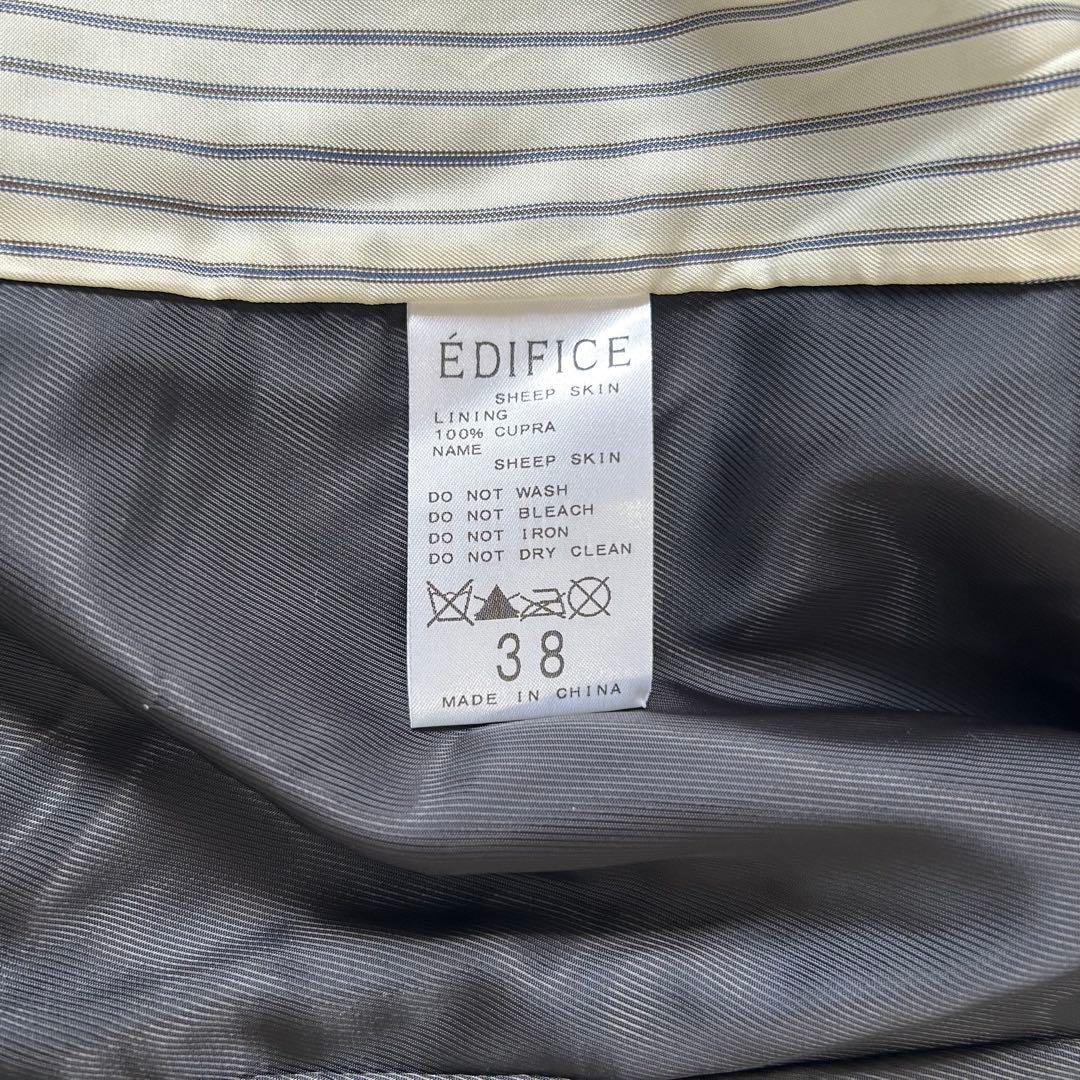 ÉDIFICE
SHEEP SKIN
LINING
100% CUPRA
NAME
SHEEP SKIN
DO NOT WASH
DO NOT BLEACH
DO NOT IRON
DO NOT DRY CLEAN
38
MADE IN CHINA